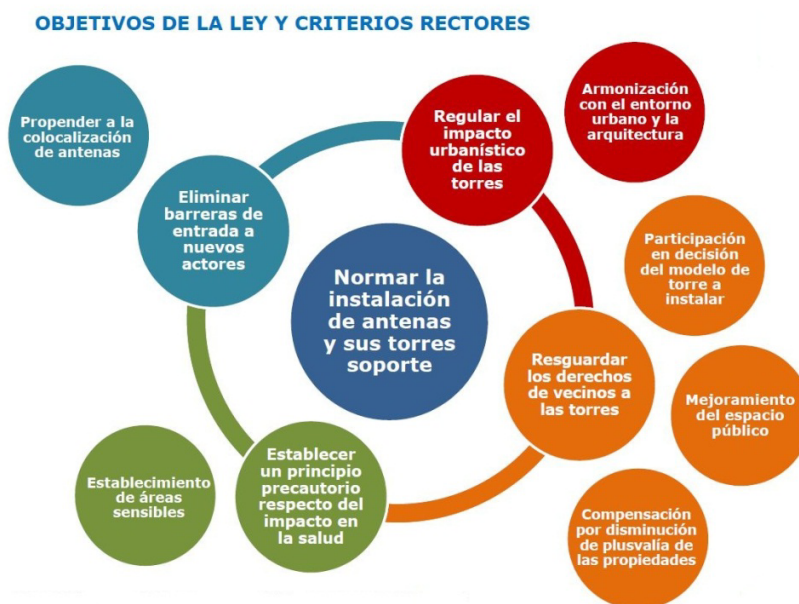 OBJETIVOS DE LA LEY Y CRITERIOS RECTORES
Propender a la
colocalización
de antenas
Eliminar
barreras de
entrada a
nuevos
actores
Regular el
impacto
urbanístico
de las
torres
Armonización
con el entorno
urbano y la
arquitectura
Normar la
instalación
de antenas
y sus torres
soporte
Participación
en decisión
del modelo de
torre a
instalar
Resguardar
los derechos
de vecinos a
las torres
Mejoramiento
del espacio
público
Compensación
por disminución
de plusvalía de
las propiedades
Establecer
un principio
precautorio
respecto del
impacto en
la salud
Establecimiento
de áreas
sensibles